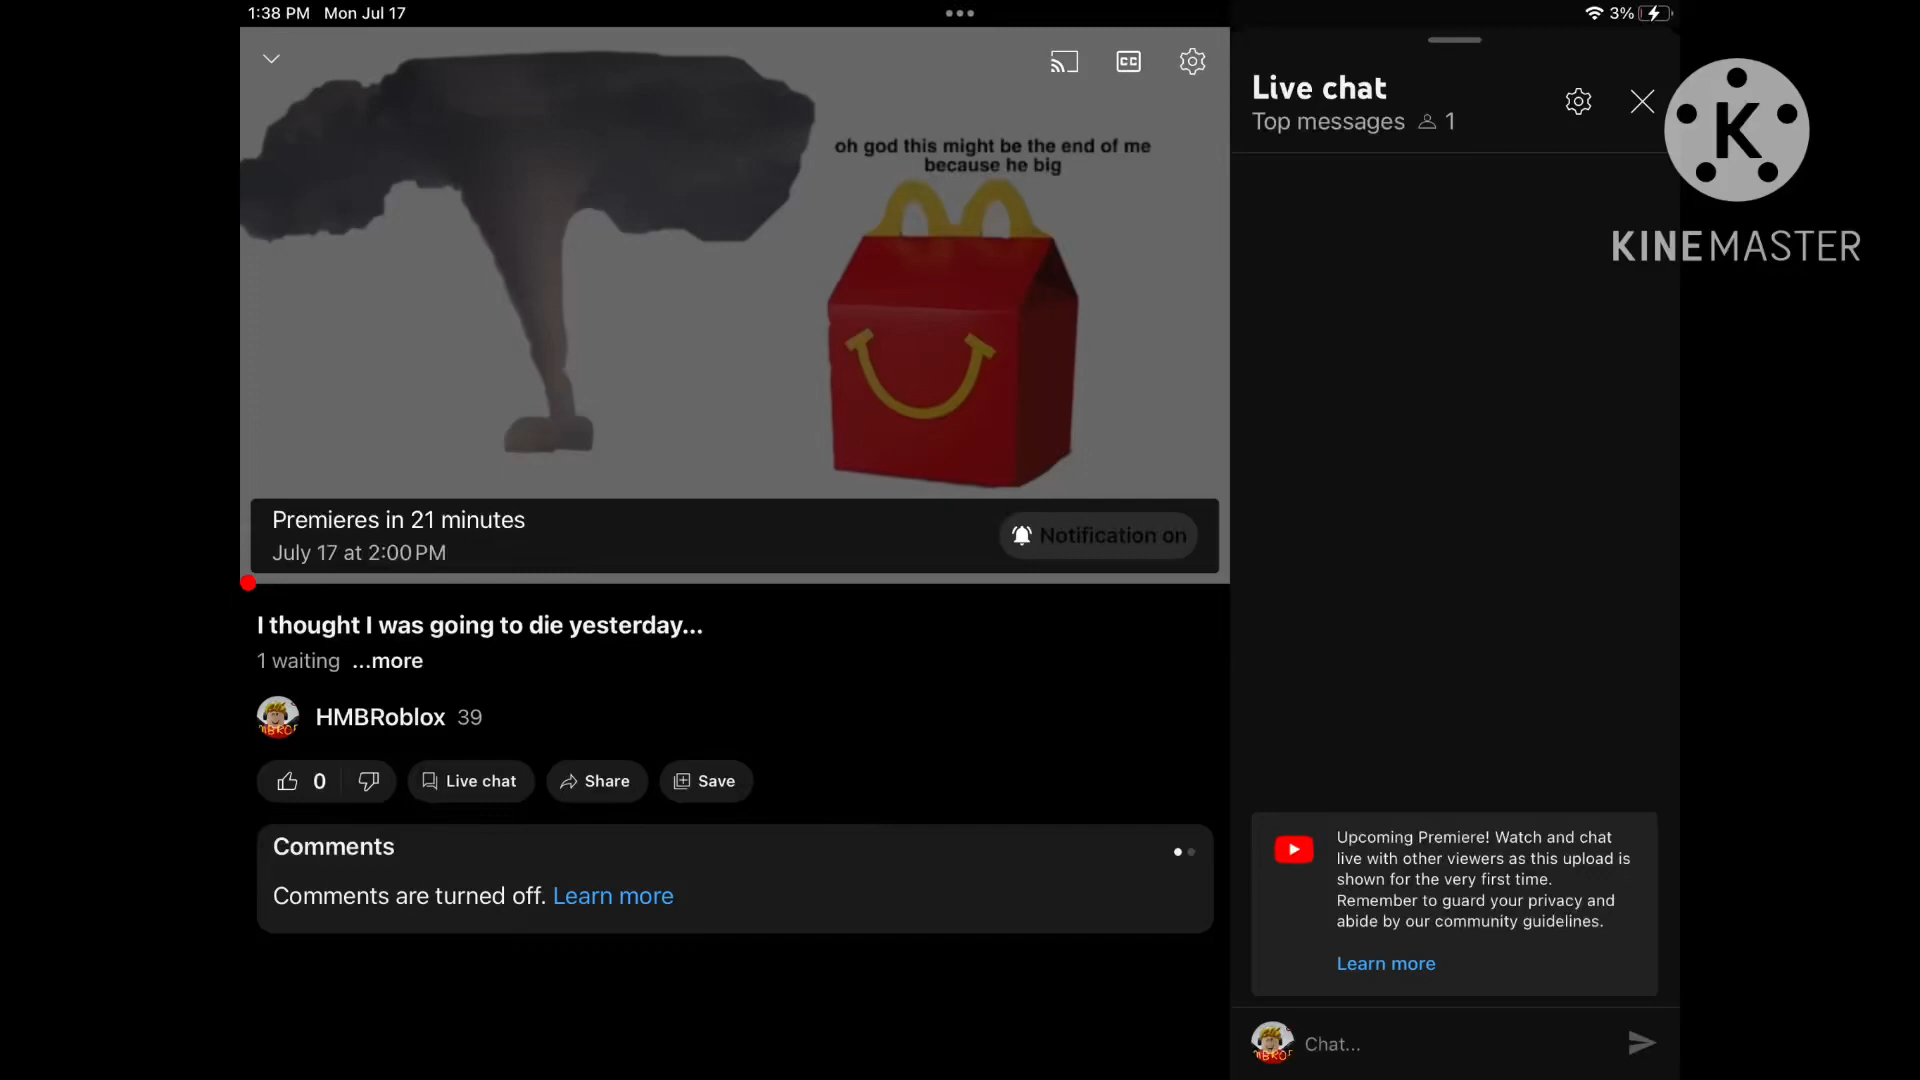 1:38 PM Mon Jul 17
3%
oh god this might be the end of me
because he big
Premieres in 21 minutes
July 17 at 2:00 PM
Notification on
I thought I was going to die yesterday...
1 waiting ...more
HMBRoblox 39
0
Live chat
Share
Save
Comments
Comments are turned off. Learn more
CC
Live chat
Top messages 1
K
KINEMASTER
Upcoming Premiere! Watch and chat
live with other viewers as this upload is
shown for the very first time.
Remember to guard your privacy and
abide by our community guidelines.
Learn more
Chat...